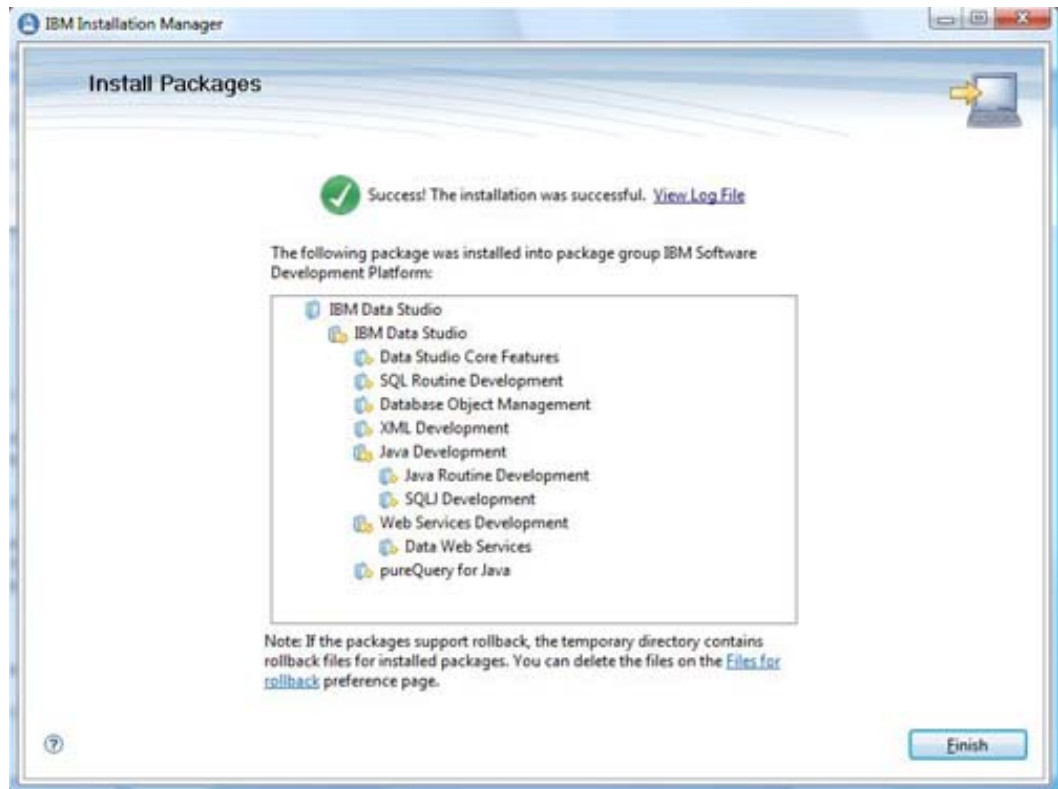 IBM Installation Manager
Install Packages
Success! The installation was successful. View Log File
The following package was installed into package group IBM Software
Development Platform:
IBM Data Studio
IBM Data Studio
Data Studio Core Features
SQL Routine Development
Database Object Management
XML Development
Java Development
Java Routine Development
SQLJ Development
Web Services Development
Data Web Services
pureQuery for Java
Note: If the packages support rollback, the temporary directory contains
rollback files for installed packages. You can delete the files on the Files for
rollback preference page.
?
Finish